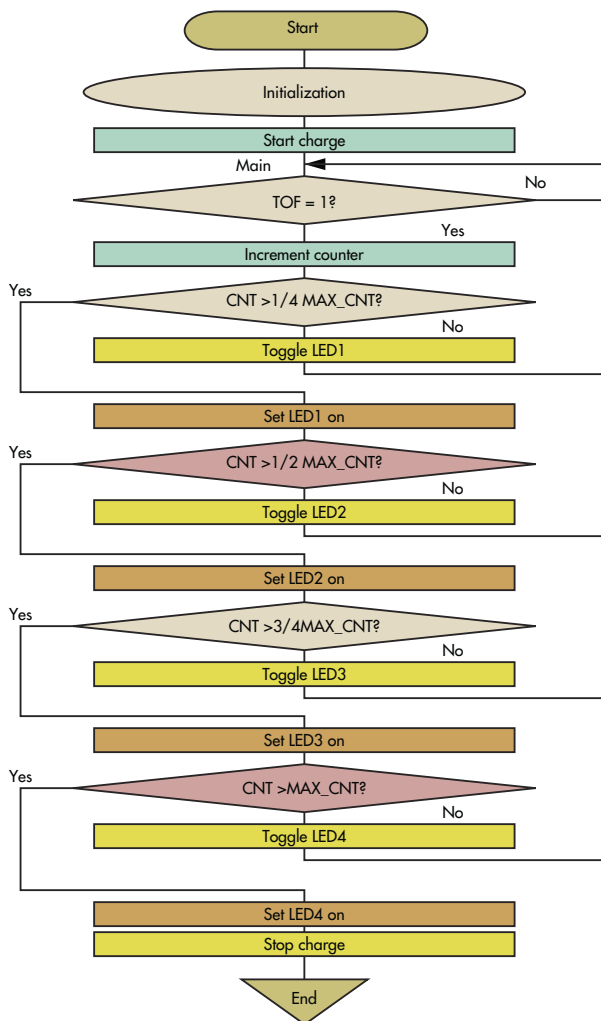 Start
Initialization
Start charge
Main
No
TOF = 1?
Yes
Increment counter
Yes
CNT >1/4 MAX_CNT?
No
Toggle LED1
Set LED1 on
Yes
CNT >1/2 MAX_CNT?
No
Toggle LED2
Set LED2 on
Yes
CNT >3/4MAX_CNT?
No
Toggle LED3
Set LED3 on
Yes
CNT >MAX_CNT?
No
Toggle LED4
Set LED4 on
Stop charge
End